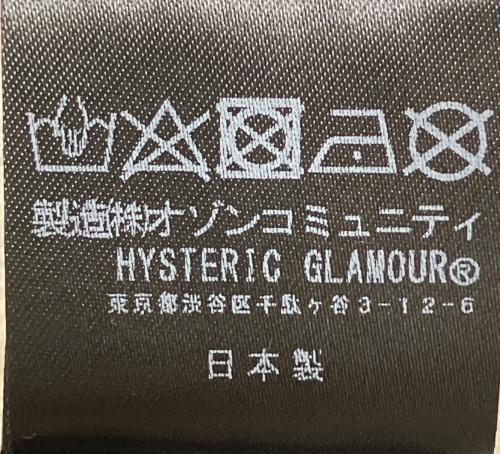 製造㈱オゾンコミュニティ
HYSTERIC GLAMOUR®
東京都渋谷区千駄ヶ谷3-12-6
日本製